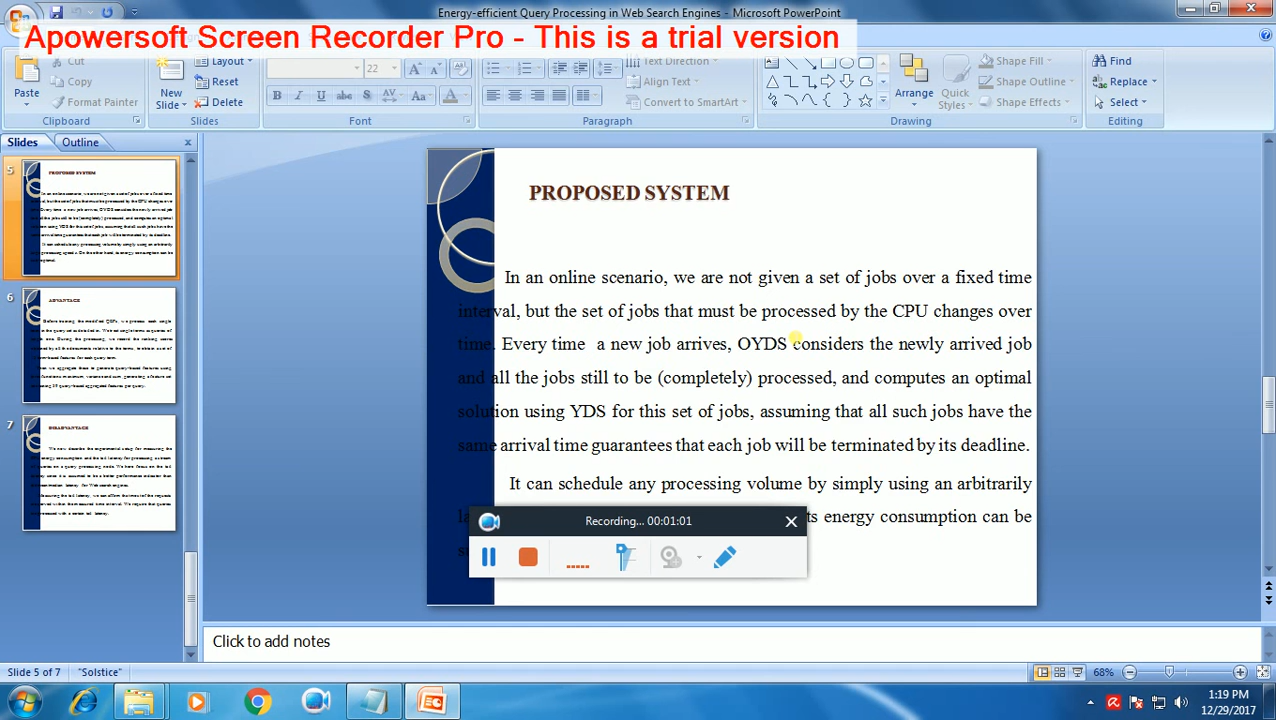 Energy-efficient Query Processing in Web Search Engines - Microsoft PowerPoint
Apowersoft Screen Recorder Pro - This is a trial version
Cut
Copy
Format Painter
Paste
Clipboard
New Slide
Layout
Reset
Delete
Slides
22
Font
Text Direction
Align Text
Convert to SmartArt
Paragraph
Arrange
Quick Styles
Shape Fill
Shape Outline
Shape Effects
Drawing
Find
Replace
Select
Editing
Slides
Outline
5
PROPOSED SYSTEM
6
ADVANTAGE
7
DISADVANTAGE
PROPOSED SYSTEM
In an online scenario, we are not given a set of jobs over a fixed time
interval, but the set of jobs that must be processed by the CPU changes over
time. Every time a new job arrives, OYDS considers the newly arrived job
and all the jobs still to be (completely) processed, and computes an optimal
solution using YDS for this set of jobs, assuming that all such jobs have the
same arrival time guarantees that each job will be terminated by its deadline.
It can schedule any processing volume by simply using an arbitrarily
energy consumption can be
Recording... 00:01:01
Click to add notes
Slide 5 of 7
"Solstice"
68%
1:19 PM
12/29/2017